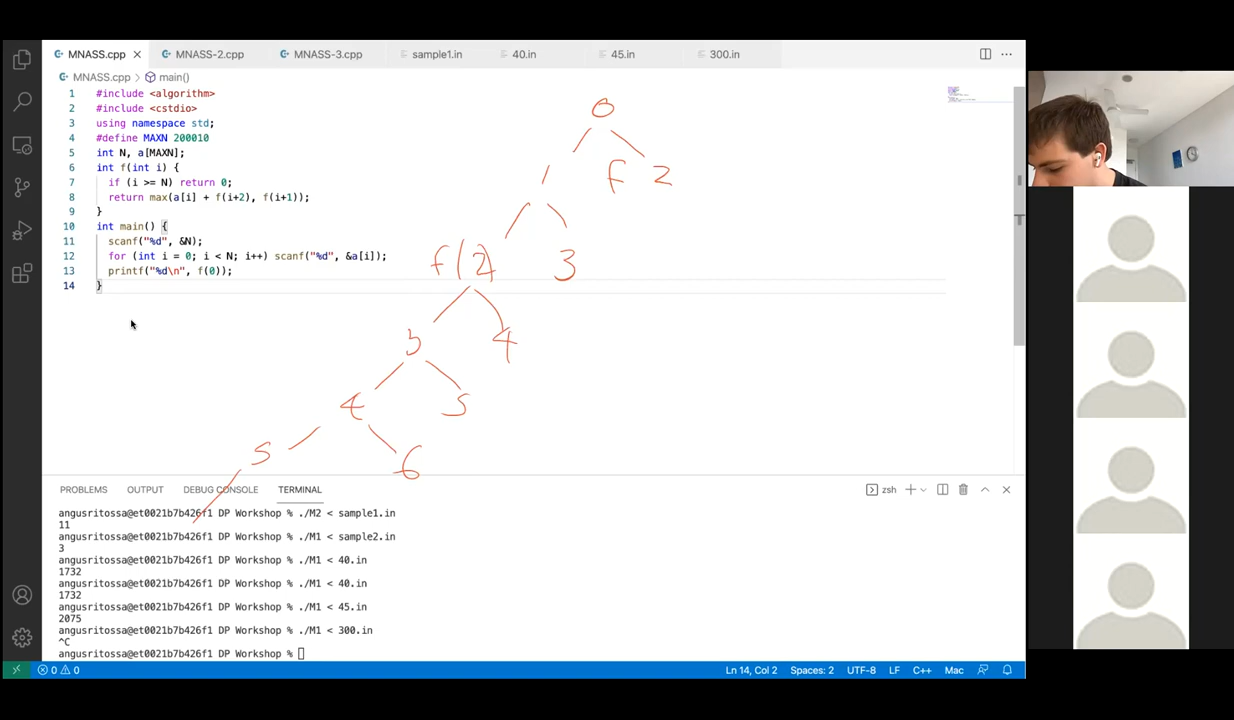 MNASS.cpp MNASS-2.cpp MNASS-3.cpp sample1.in 40.in 45.in 300.in
MNASS.cpp > main()
1 #include <algorithm>
2 #include <cstdio>
3 using namespace std;
4 #define MAXN 200010
5 int N, a[MAXN];
6 int f(int i) {
7 if (i >= N) return 0;
8 return max(a[i] + f(i+2), f(i+1));
9 }
10 int main() {
11 scanf("%d", &N);
12 for (int i = 0; i < N; i++) scanf("%d", &a[i]);
13 printf("%d\n", f(0));
14 }
0
1 f 2
f(2) 3
3 4
4 5
5 6
PROBLEMS OUTPUT DEBUG CONSOLE TERMINAL zsh
angusritossa@et0021b7b426f1 DP Workshop % ./M2 < sample1.in
11
angusritossa@et0021b7b426f1 DP Workshop % ./M2 < sample2.in
3
angusritossa@et0021b7b426f1 DP Workshop % ./M1 < 40.in
1732
angusritossa@et0021b7b426f1 DP Workshop % ./M1 < 40.in
1732
angusritossa@et0021b7b426f1 DP Workshop % ./M1 < 45.in
2075
angusritossa@et0021b7b426f1 DP Workshop % ./M1 < 300.in
^C
angusritossa@et0021b7b426f1 DP Workshop %
0 0 Ln 14, Col 2 Spaces: 2 UTF-8 LF C++ Mac